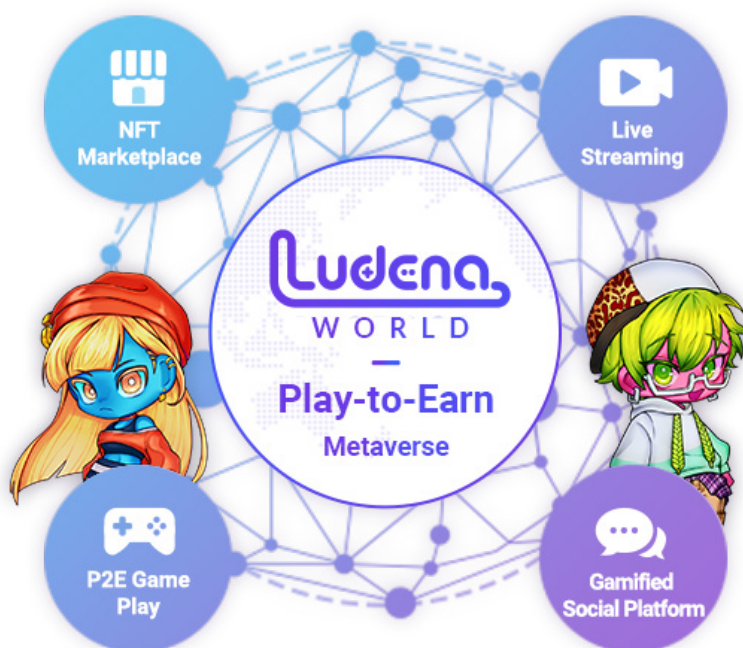 NFT
Marketplace
Live
Streaming
Ludena
WORLD
Play-to-Earn
Metaverse
P2E Game
Play
Gamified
Social Platform